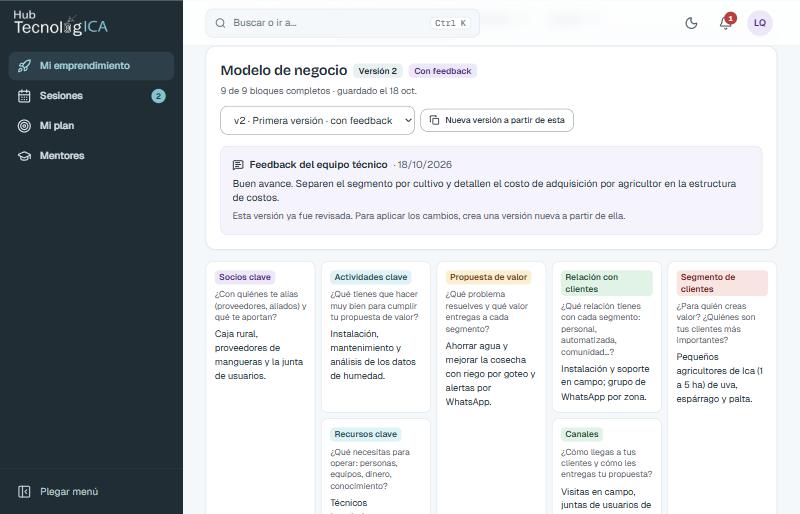 Hub
TecnologICA
Buscar o ir a...
Ctrl K
1
LQ
Mi emprendimiento
Sesiones
2
Mi plan
Mentores
Plegar menú
Modelo de negocio
Versión 2
Con feedback
9 de 9 bloques completos · guardado el 18 oct.
v2 · Primera versión · con feedback
Nueva versión a partir de esta
Feedback del equipo técnico · 18/10/2026
Buen avance. Separen el segmento por cultivo y detallen el costo de adquisición por agricultor en la estructura
de costos.
Esta versión ya fue revisada. Para aplicar los cambios, crea una versión nueva a partir de ella.
Socios clave
¿Con quiénes te alías
(proveedores, aliados) y
qué te aportan?
Caja rural,
proveedores de
mangueras y la junta
de usuarios.
Actividades clave
¿Qué tienes que hacer
muy bien para cumplir
tu propuesta de valor?
Instalación,
mantenimiento y
análisis de los datos
de humedad.
Recursos clave
¿Qué necesitas para
operar: personas,
equipos, dinero,
conocimiento?
Técnicos
Propuesta de valor
¿Qué problema
resuelves y qué valor
entregas a cada
segmento?
Ahorrar agua y
mejorar la cosecha
con riego por goteo y
alertas por
WhatsApp.
Relación con
clientes
¿Qué relación tienes
con cada segmento:
personal,
automatizada,
comunidad...?
Instalación y soporte
en campo; grupo de
WhatsApp por zona.
Canales
¿Cómo llegas a tus
clientes y cómo les
entregas tu propuesta?
Visitas en campo,
juntas de usuarios de
Segmento de
clientes
¿Para quién creas
valor? ¿Quiénes son
tus clientes más
importantes?
Pequeños
agricultores de Ica (1
a 5 ha) de uva,
espárrago y palta.